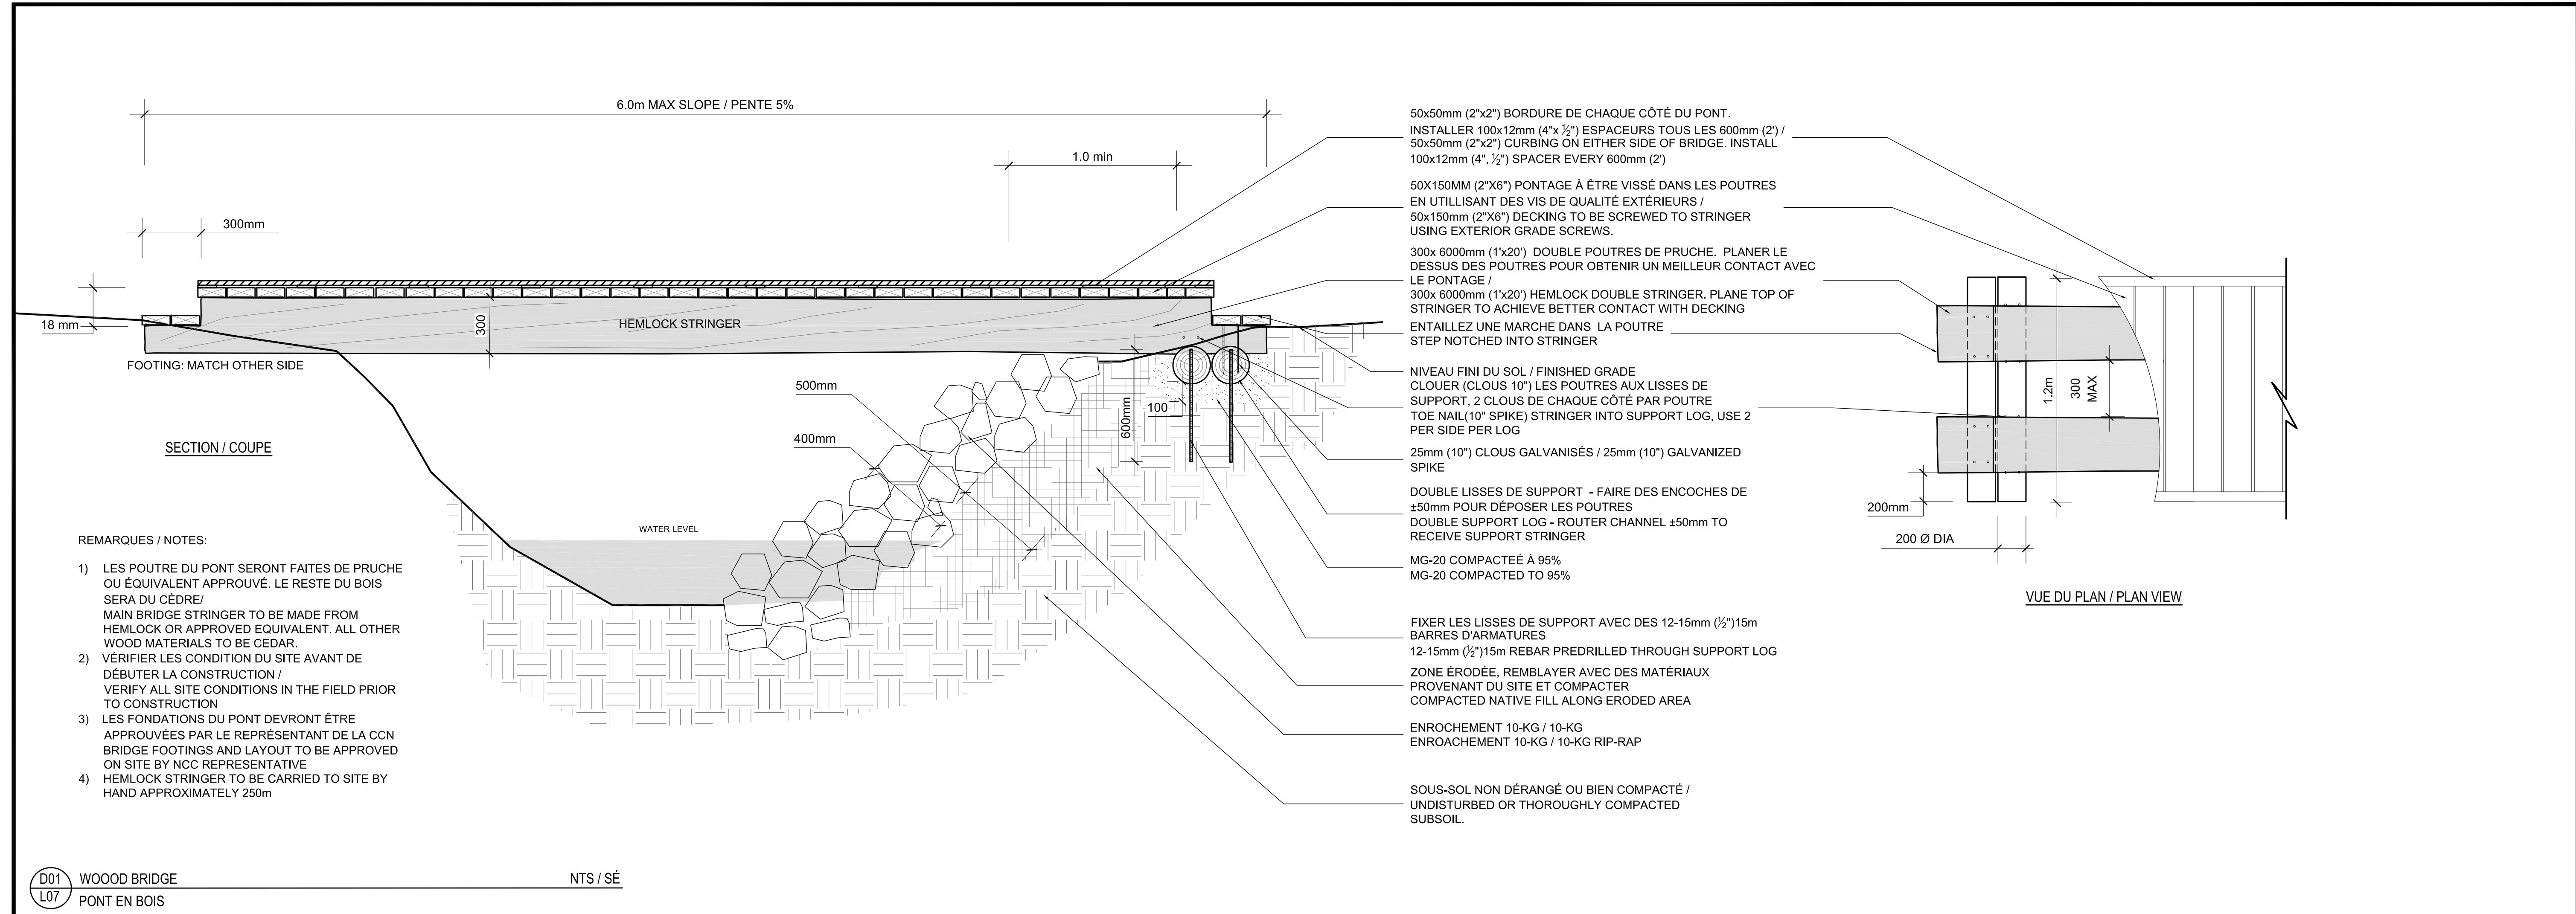 6.0m MAX SLOPE / PENTE 5%
1.0 min
300mm
18 mm
300
HEMLOCK STRINGER
FOOTING: MATCH OTHER SIDE
500mm
400mm
600mm
100
WATER LEVEL
SECTION / COUPE
REMARQUES / NOTES:
1) LES POUTRE DU PONT SERONT FAITES DE PRUCHE
OU ÉQUIVALENT APPROUVÉ. LE RESTE DU BOIS
SERA DU CÈDRE/
MAIN BRIDGE STRINGER TO BE MADE FROM
HEMLOCK OR APPROVED EQUIVALENT. ALL OTHER
WOOD MATERIALS TO BE CEDAR.
2) VÉRIFIER LES CONDITION DU SITE AVANT DE
DÉBUTER LA CONSTRUCTION /
VERIFY ALL SITE CONDITIONS IN THE FIELD PRIOR
TO CONSTRUCTION
3) LES FONDATIONS DU PONT DEVRONT ÊTRE
APPROUVÉES PAR LE REPRÉSENTANT DE LA CCN
BRIDGE FOOTINGS AND LAYOUT TO BE APPROVED
ON SITE BY NCC REPRESENTATIVE
4) HEMLOCK STRINGER TO BE CARRIED TO SITE BY
HAND APPROXIMATELY 250m
50x50mm (2"x2") BORDURE DE CHAQUE CÔTÉ DU PONT.
INSTALLER 100x12mm (4"x ½") ESPACEURS TOUS LES 600mm (2') /
50x50mm (2"x2") CURBING ON EITHER SIDE OF BRIDGE. INSTALL
100x12mm (4", ½") SPACER EVERY 600mm (2')
50X150MM (2"X6") PONTAGE À ÊTRE VISSÉ DANS LES POUTRES
EN UTILLISANT DES VIS DE QUALITÉ EXTÉRIEURS /
50x150mm (2"X6") DECKING TO BE SCREWED TO STRINGER
USING EXTERIOR GRADE SCREWS.
300x 6000mm (1'x20') DOUBLE POUTRES DE PRUCHE. PLANER LE
DESSUS DES POUTRES POUR OBTENIR UN MEILLEUR CONTACT AVEC
LE PONTAGE /
300x 6000mm (1'x20') HEMLOCK DOUBLE STRINGER. PLANE TOP OF
STRINGER TO ACHIEVE BETTER CONTACT WITH DECKING
ENTAILLEZ UNE MARCHE DANS LA POUTRE
STEP NOTCHED INTO STRINGER
NIVEAU FINI DU SOL / FINISHED GRADE
CLOUER (CLOUS 10") LES POUTRES AUX LISSES DE
SUPPORT, 2 CLOUS DE CHAQUE CÔTÉ PAR POUTRE
TOE NAIL(10" SPIKE) STRINGER INTO SUPPORT LOG, USE 2
PER SIDE PER LOG
25mm (10") CLOUS GALVANISÉS / 25mm (10") GALVANIZED
SPIKE
DOUBLE LISSES DE SUPPORT - FAIRE DES ENCOCHES DE
±50mm POUR DÉPOSER LES POUTRES
DOUBLE SUPPORT LOG - ROUTER CHANNEL ±50mm TO
RECEIVE SUPPORT STRINGER
MG-20 COMPACTEÉ À 95%
MG-20 COMPACTED TO 95%
FIXER LES LISSES DE SUPPORT AVEC DES 12-15mm (½")15m
BARRES D'ARMATURES
12-15mm (½")15m REBAR PREDRILLED THROUGH SUPPORT LOG
ZONE ÉRODÉE, REMBLAYER AVEC DES MATÉRIAUX
PROVENANT DU SITE ET COMPACTER
COMPACTED NATIVE FILL ALONG ERODED AREA
ENROCHEMENT 10-KG / 10-KG
ENROACHEMENT 10-KG / 10-KG RIP-RAP
SOUS-SOL NON DÉRANGÉ OU BIEN COMPACTÉ /
UNDISTURBED OR THOROUGHLY COMPACTED
SUBSOIL.
1.2m
300
MAX
200mm
200 Ø DIA
VUE DU PLAN / PLAN VIEW
D01
L07
WOOOD BRIDGE
NTS / SÉ
PONT EN BOIS